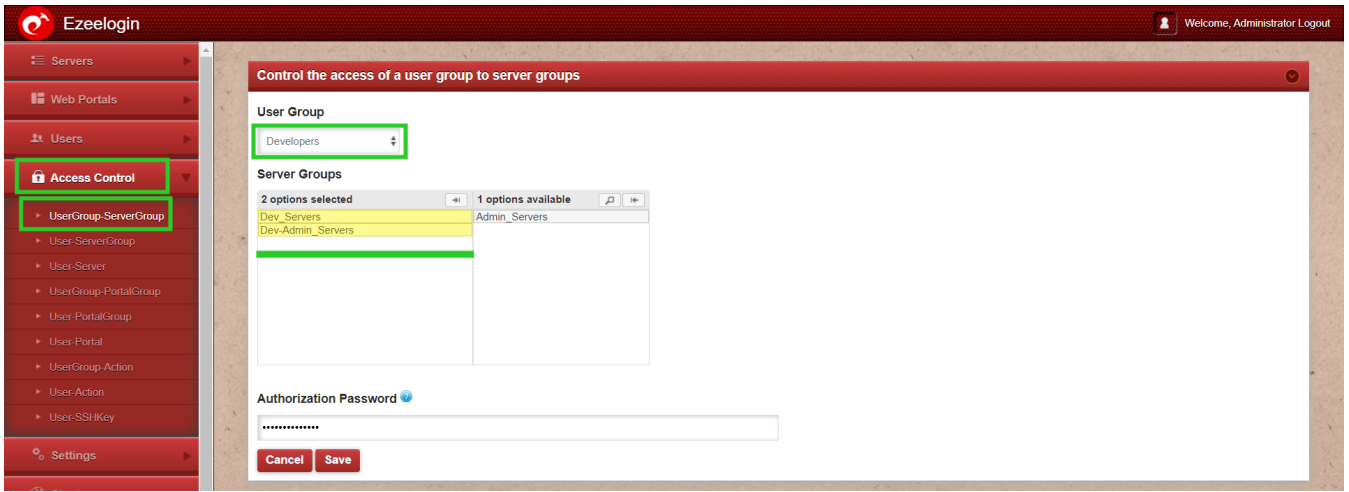 Ezeelogin
Welcome, Administrator Logout
Servers
Web Portals
Users
Access Control
UserGroup-ServerGroup
User-ServerGroup
User-Server
UserGroup-PortalGroup
User-PortalGroup
User-Portal
UserGroup-Action
User-Action
User-SSHKey
Settings
Control the access of a user group to server groups
User Group
Developers
Server Groups
2 options selected
1 options available
Dev_Servers
Admin_Servers
Dev-Admin_Servers
Authorization Password
••••••••••••••
Cancel
Save